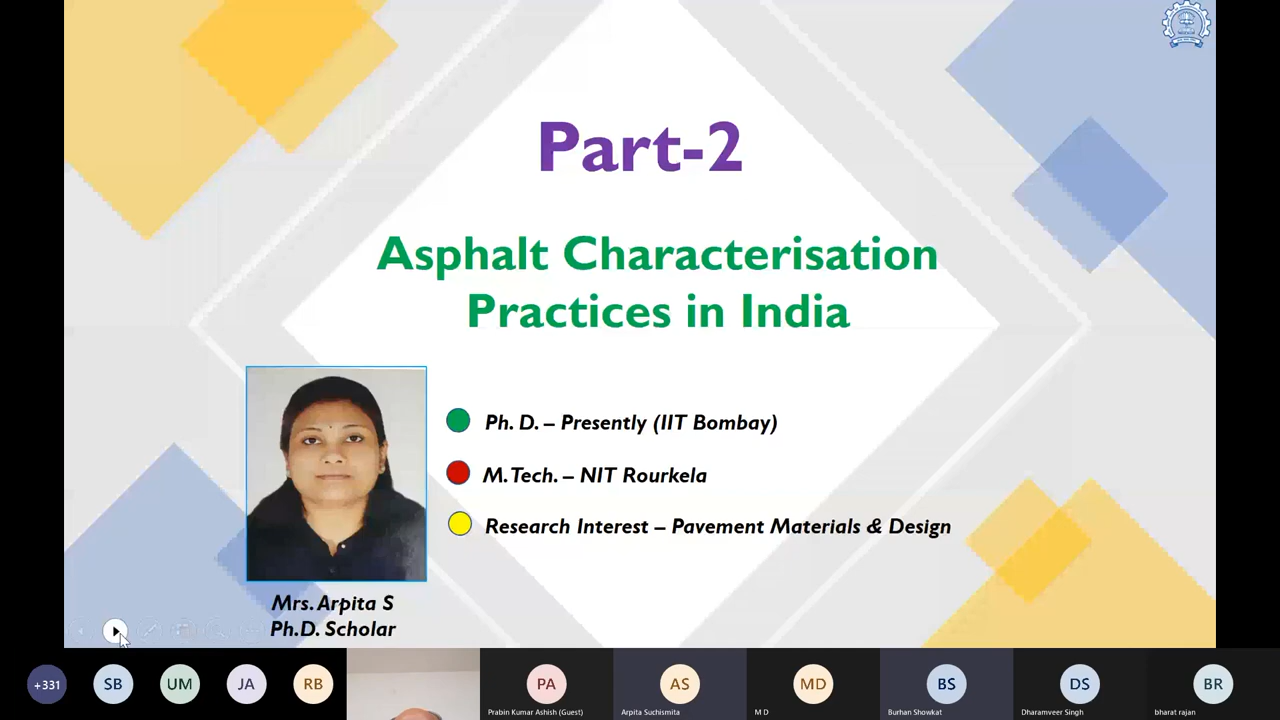 Part-2
Asphalt Characterisation
Practices in India
Ph. D. – Presently (IIT Bombay)
M.Tech. – NIT Rourkela
Research Interest – Pavement Materials & Design
Mrs. Arpita S
Ph.D. Scholar
+331
SB
UM
JA
RB
PA
Prabin Kumar Ashish (Guest)
AS
Arpita Suchismita
MD
M D
BS
Burhan Showkat
DS
Dharamveer Singh
BR
bharat rajan